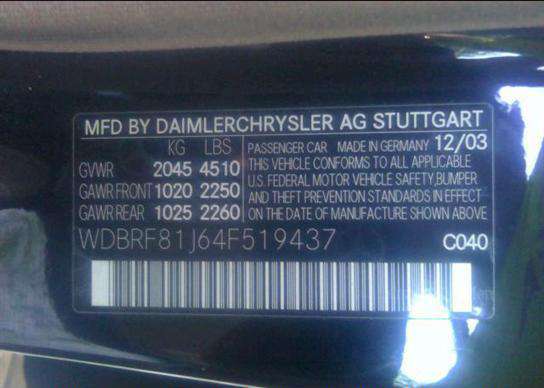 MFD BY DAIMLERCHRYSLER AG STUTTGART
KG LBS
GVWR 2045 4510
GAWR FRONT 1020 2250
GAWR REAR 1025 2260
PASSENGER CAR MADE IN GERMANY 12/03
THIS VEHICLE CONFORMS TO ALL APPLICABLE
U.S. FEDERAL MOTOR VEHICLE SAFETY, BUMPER
AND THEFT PREVENTION STANDARDS IN EFFECT
ON THE DATE OF MANUFACTURE SHOWN ABOVE
WDBRF81J64F519437 C040